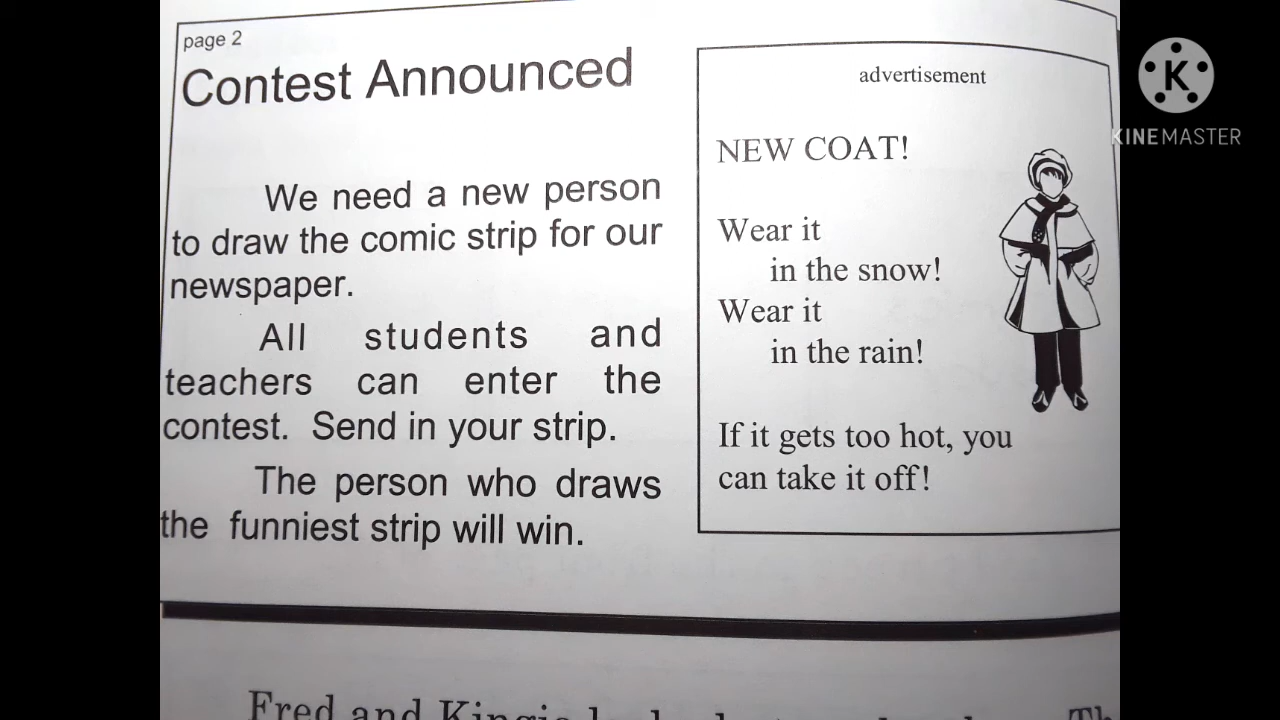 page 2
Contest Announced
We need a new person
to draw the comic strip for our
newspaper.
All students and
teachers can enter the
contest. Send in your strip.
The person who draws
the funniest strip will win.
advertisement
NEW COAT!
Wear it
in the snow!
Wear it
in the rain!
If it gets too hot, you
can take it off!
K
KINEMASTER
Fred and